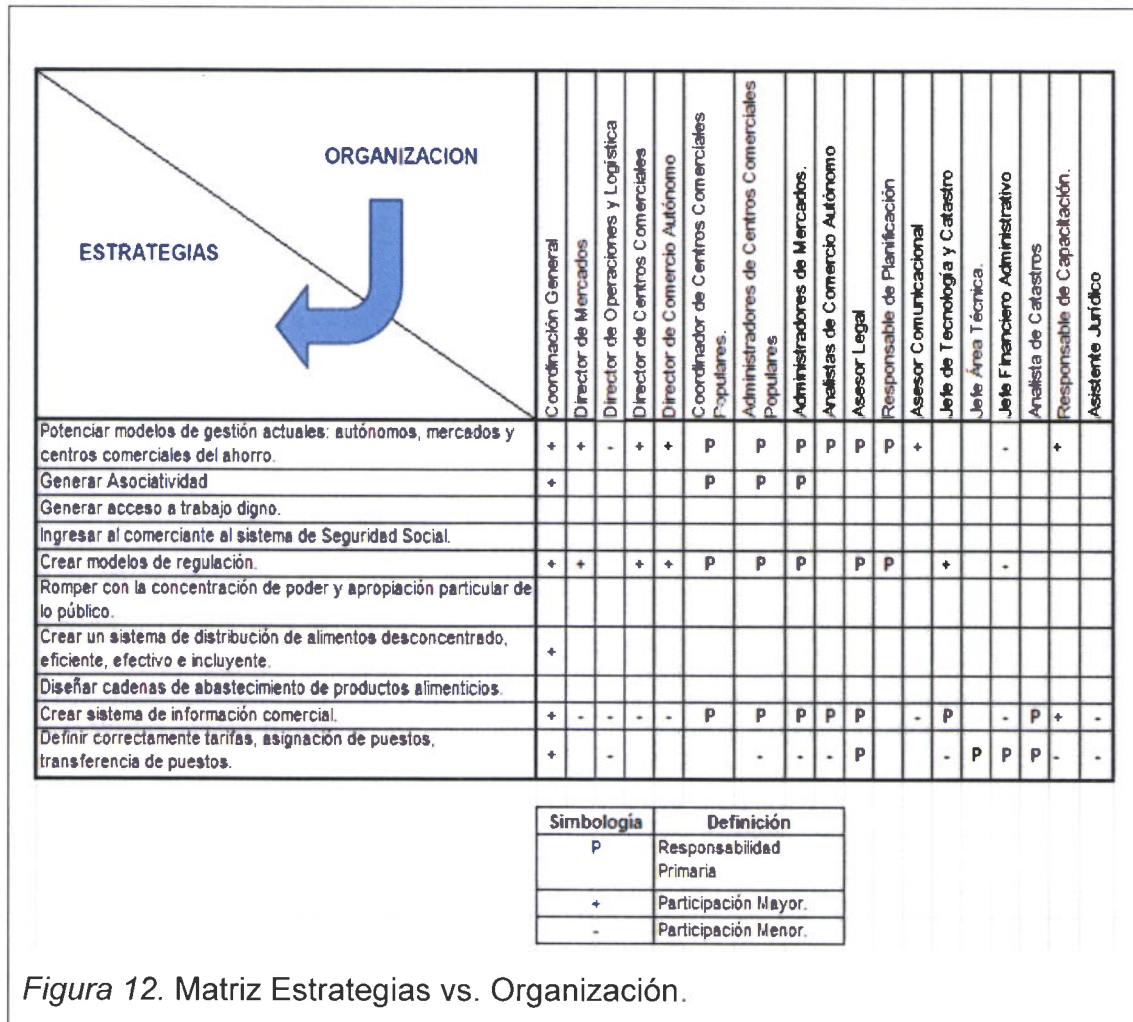 ORGANIZACION
ESTRATEGIAS
Coordinación General
Director de Mercados
Director de Operaciones y Logística
Director de Centros Comerciales
Director de Comercio Autónomo
Coordinador de Centros Comerciales
Populares.
Administradores de Centros Comerciales
Populares
Administradores de Mercados.
Analistas de Comercio Autónomo
Asesor Legal
Responsable de Planificación
Asesor Comunicacional
Jefe de Tecnología y Catastro
Jefe Área Técnica.
Jefe Financiero Administrativo
Analista de Catastros
Responsable de Capacitación.
Asistente Jurídico
Potenciar modelos de gestión actuales: autónomos, mercados y
centros comerciales del ahorro.
+ + - + + P P P P P P + - +
Generar Asociatividad + P P P
Generar acceso a trabajo digno.
Ingresar al comerciante al sistema de Seguridad Social.
Crear modelos de regulación. + + + + P P P P P + -
Romper con la concentración de poder y apropiación particular de
lo público.
Crear un sistema de distribución de alimentos desconcentrado,
eficiente, efectivo e incluyente.
+
Diseñar cadenas de abastecimiento de productos alimenticios.
Crear sistema de información comercial. + - - - - P P P P P - P - P + -
Definir correctamente tarifas, asignación de puestos,
transferencia de puestos.
+ - - - - P - P P P - -
Simbología Definición
P Responsabilidad
Primaria
+ Participación Mayor.
- Participación Menor.
Figura 12. Matriz Estrategias vs. Organización.